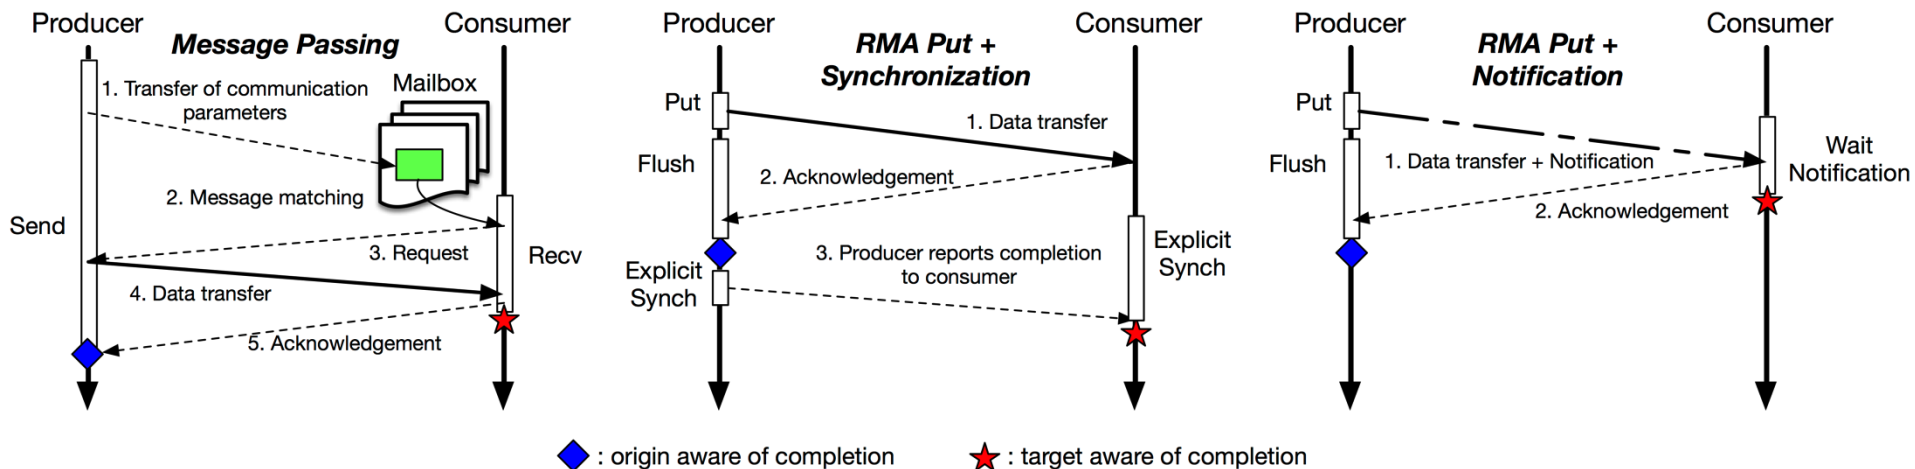 Producer
Message Passing
Consumer
1. Transfer of communication
parameters
Mailbox
2. Message matching
Send
3. Request
Recv
4. Data transfer
5. Acknowledgement
Producer
RMA Put +
Synchronization
Consumer
Put
1. Data transfer
Flush
2. Acknowledgement
3. Producer reports completion
to consumer
Explicit
Synch
Explicit
Synch
Producer
RMA Put +
Notification
Consumer
Put
Flush
1. Data transfer + Notification
Wait
Notification
2. Acknowledgement
: origin aware of completion
: target aware of completion